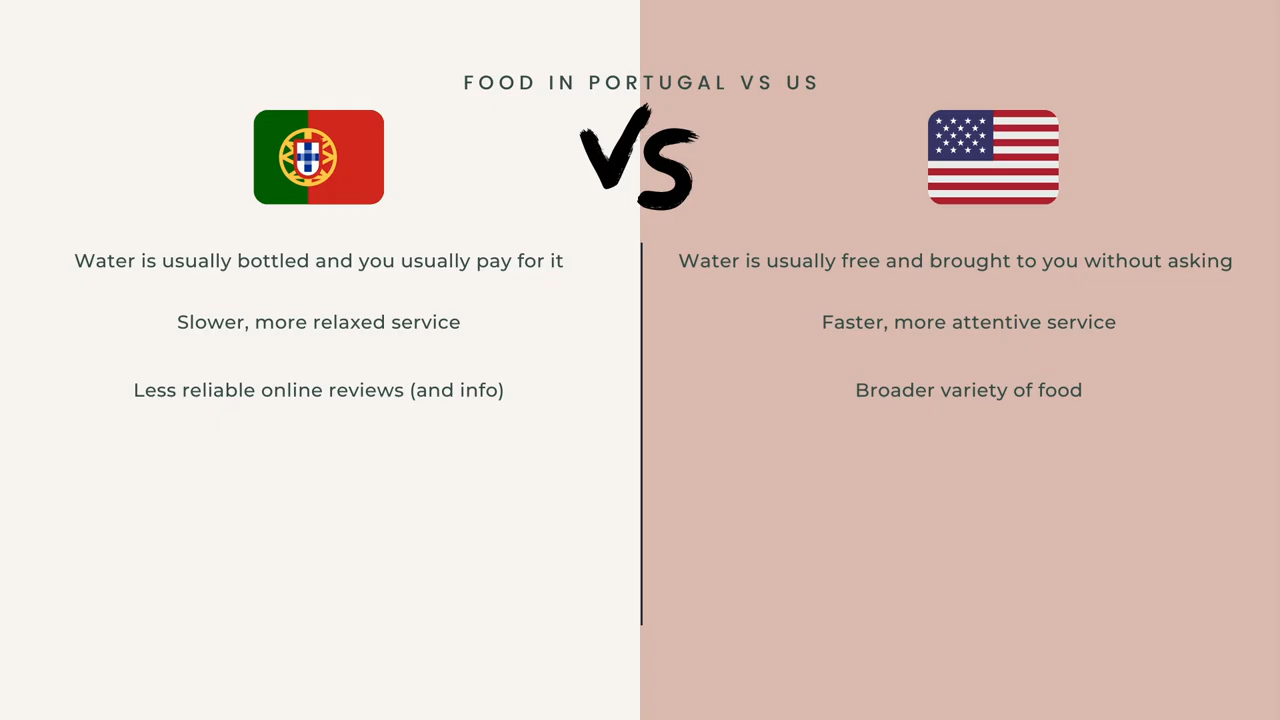 FOOD IN PORTUGAL VS US
VS
Water is usually bottled and you usually pay for it
Slower, more relaxed service
Less reliable online reviews (and info)
Water is usually free and brought to you without asking
Faster, more attentive service
Broader variety of food